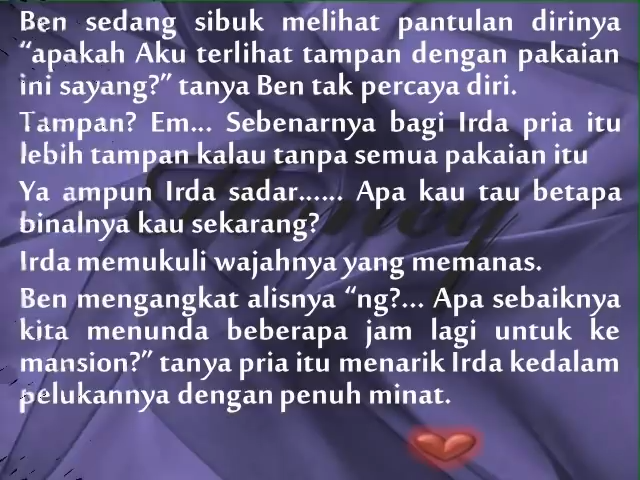 Ben sedang sibuk melihat pantulan dirinya
“apakah Aku terlihat tampan dengan pakaian
ini sayang?” tanya Ben tak percaya diri.
Tampan? Em... Sebenarnya bagi Irda pria itu
lebih tampan kalau tanpa semua pakaian itu
Ya ampun Irda sadar...... Apa kau tau betapa
binalnya kau sekarang?
Irda memukuli wajahnya yang memanas.
Ben mengangkat alisnya “ng?... Apa sebaiknya
kita menunda beberapa jam lagi untuk ke
mansion?” tanya pria itu menarik Irda kedalam
pelukannya dengan penuh minat.